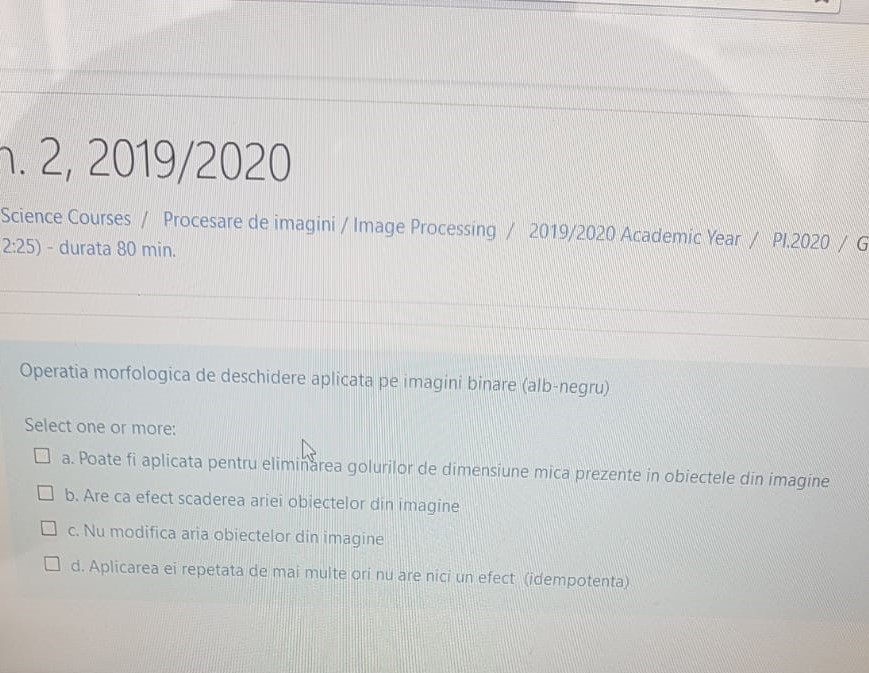 n. 2, 2019/2020
Science Courses / Procesare de imagini / Image Processing / 2019/2020 Academic Year / PI.2020 / G
2:25) - durata 80 min.
Operatia morfologica de deschidere aplicata pe imagini binare (alb-negru)
Select one or more:
a. Poate fi aplicata pentru eliminarea golurilor de dimensiune mica prezente in obiectele din imagine
b. Are ca efect scaderea ariei obiectelor din imagine
c. Nu modifica aria obiectelor din imagine
d. Aplicarea ei repetata de mai multe ori nu are nici un efect (idempotenta)